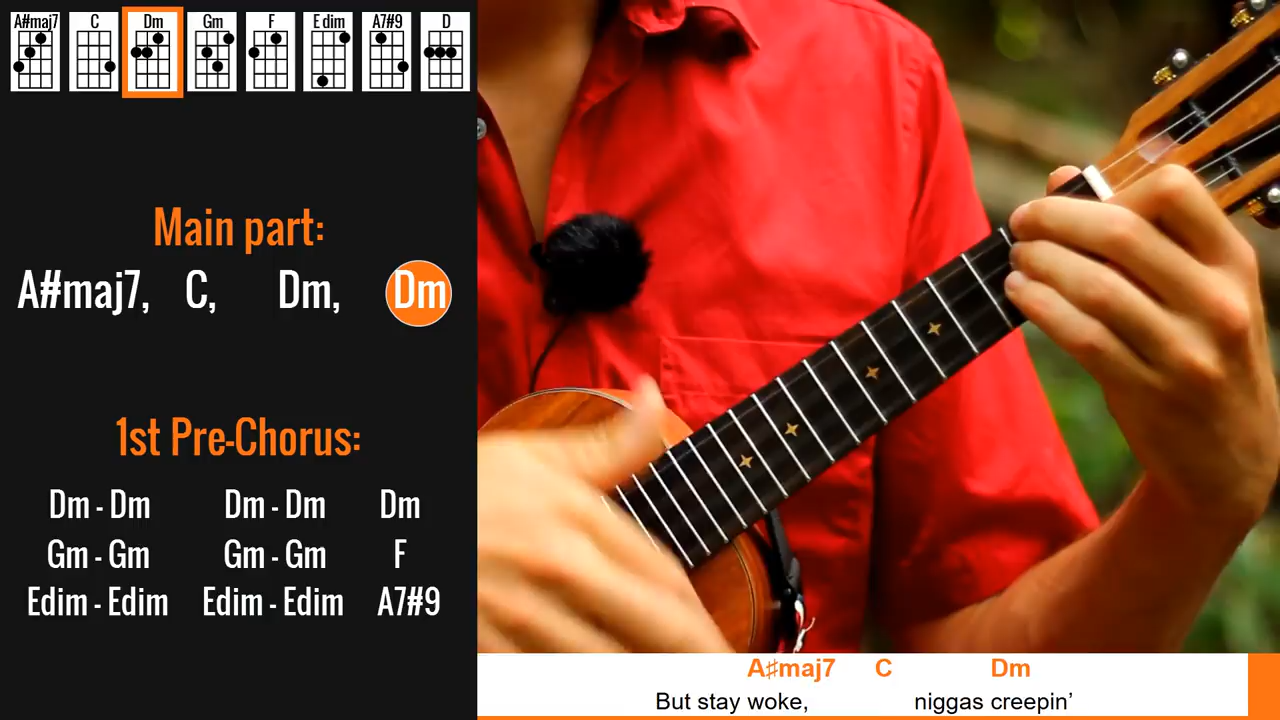 A#maj7 C Dm Gm F E dim A7#9 D
Main part:
A#maj7, C, Dm, Dm
1st Pre-Chorus:
Dm - Dm Dm - Dm Dm
Gm - Gm Gm - Gm F
Edim - Edim Edim - Edim A7#9
A♯maj7 C Dm
But stay woke, niggas creepin’